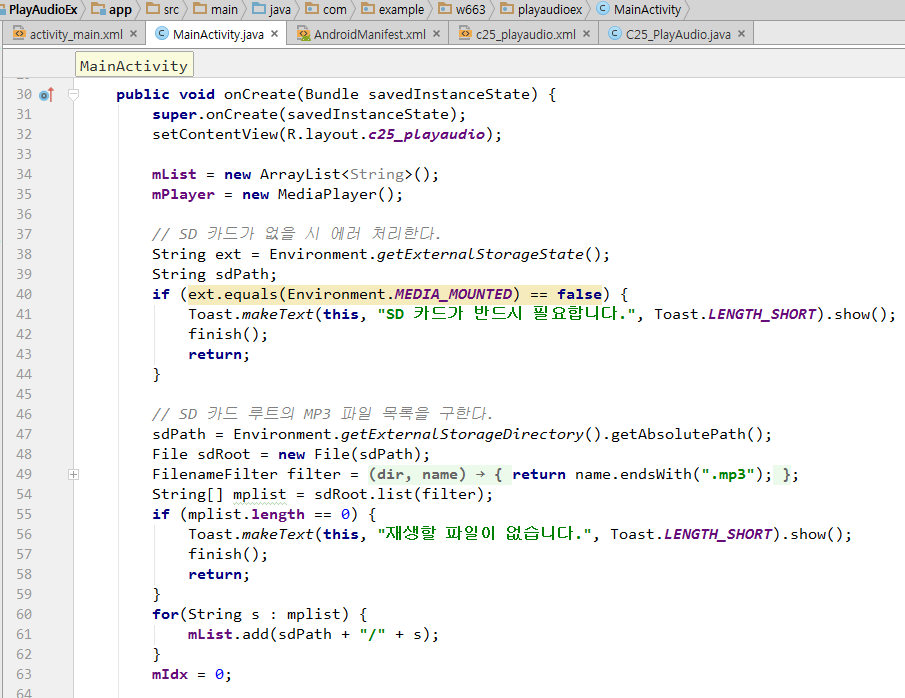 PlayAudioEx app src main java com example w663 playaudioex MainActivity
activity_main.xml MainActivity.java AndroidManifest.xml c25_playaudio.xml C25_PlayAudio.java
MainActivity
30 public void onCreate(Bundle savedInstanceState) {
31 super.onCreate(savedInstanceState);
32 setContentView(R.layout.c25_playaudio);
33
34 mList = new ArrayList<String>();
35 mPlayer = new MediaPlayer();
36
37 // SD 카드가 없을 시 에러 처리한다.
38 String ext = Environment.getExternalStorageState();
39 String sdPath;
40 if (ext.equals(Environment.MEDIA_MOUNTED) == false) {
41 Toast.makeText(this, "SD 카드가 반드시 필요합니다.", Toast.LENGTH_SHORT).show();
42 finish();
43 return;
44 }
45
46 // SD 카드 루트의 MP3 파일 목록을 구한다.
47 sdPath = Environment.getExternalStorageDirectory().getAbsolutePath();
48 File sdRoot = new File(sdPath);
49 FilenameFilter filter = (dir, name) → { return name.endsWith(".mp3"); };
54 String[] mplist = sdRoot.list(filter);
55 if (mplist.length == 0) {
56 Toast.makeText(this, "재생할 파일이 없습니다.", Toast.LENGTH_SHORT).show();
57 finish();
58 return;
59 }
60 for(String s : mplist) {
61 mList.add(sdPath + "/" + s);
62 }
63 mIdx = 0;
64